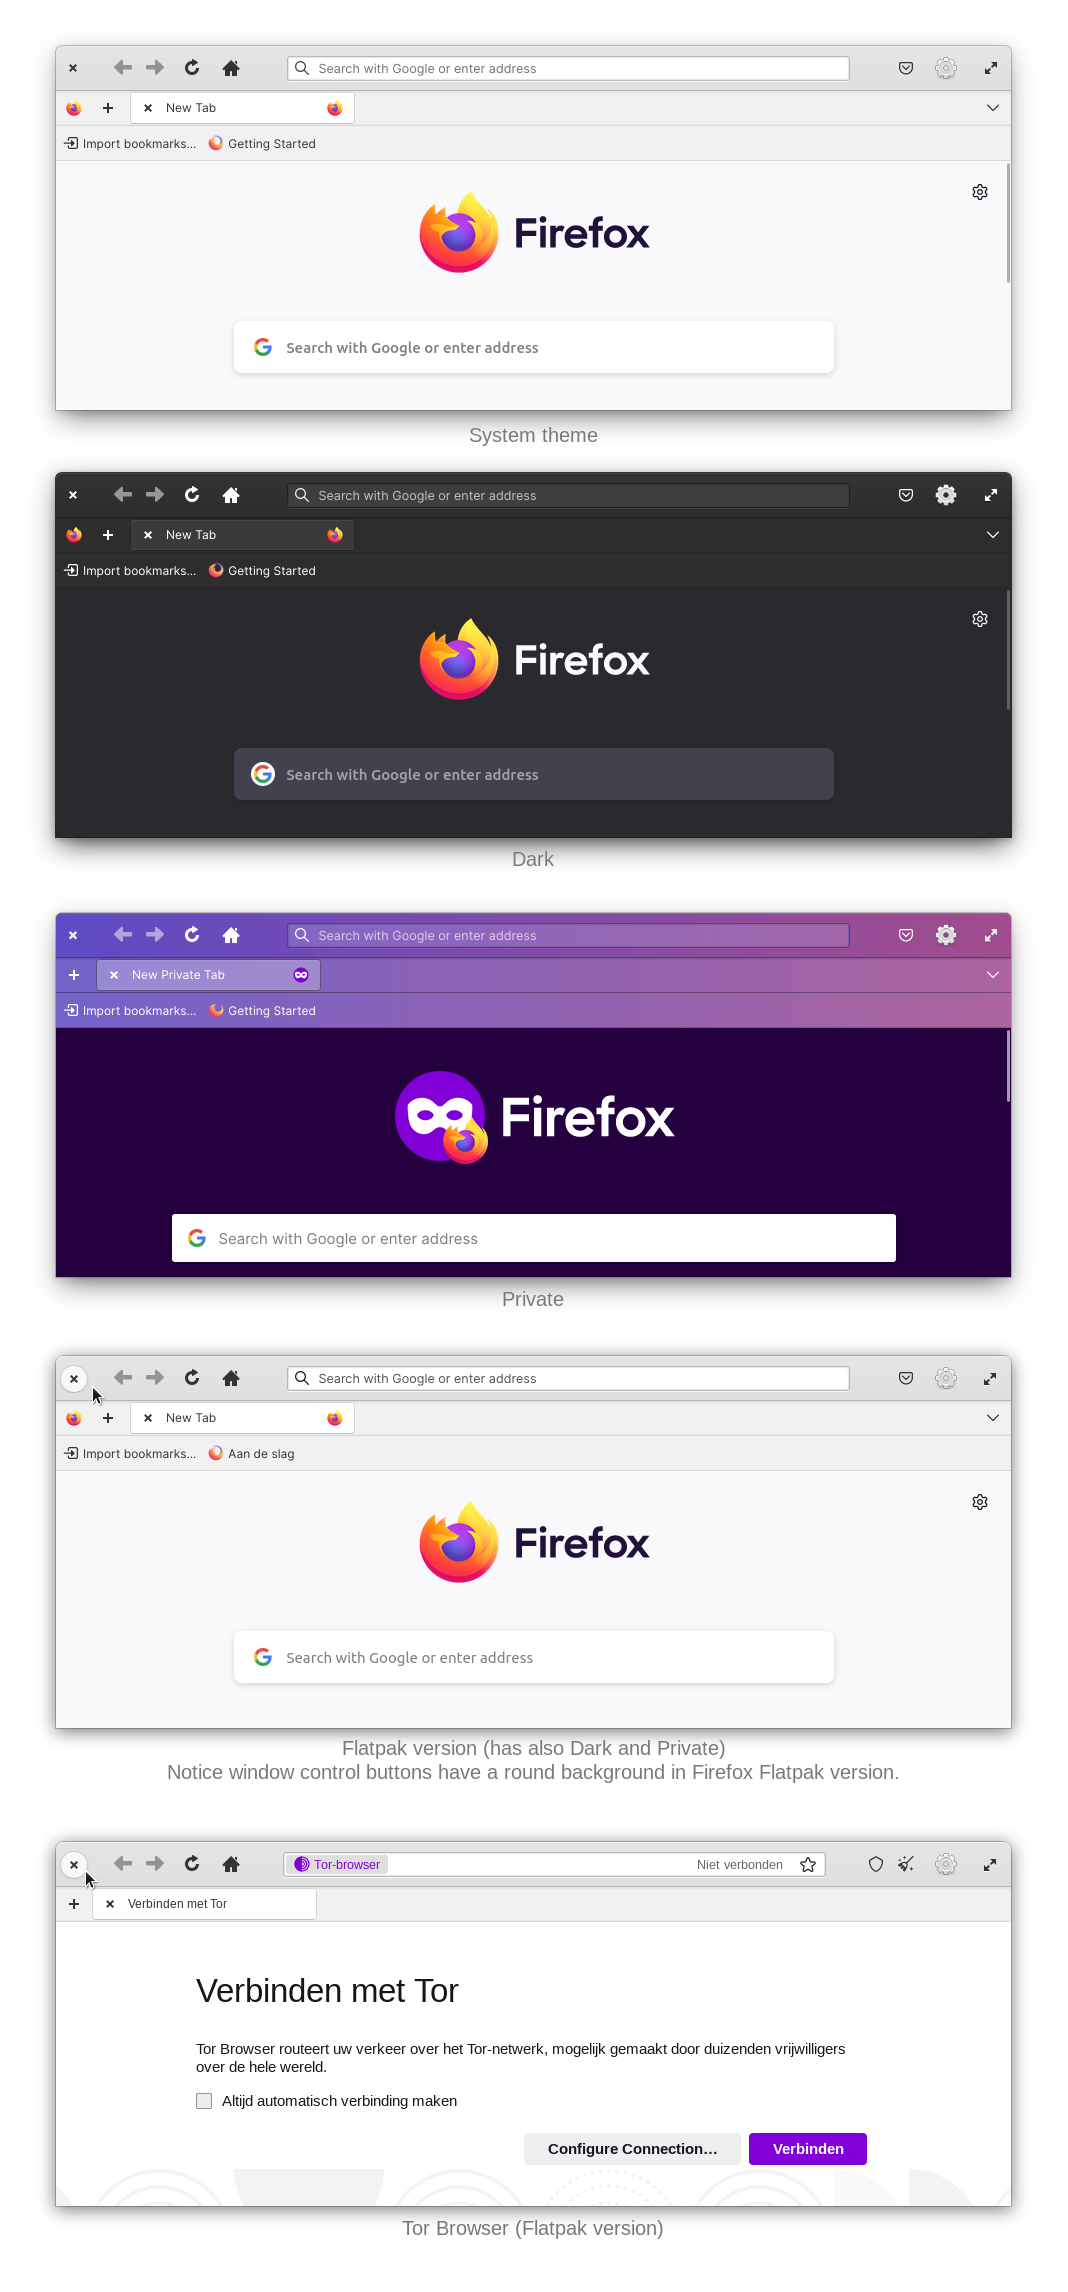 Search with Google or enter address
New Tab
Import bookmarks... Getting Started
Firefox
Search with Google or enter address
System theme
Search with Google or enter address
New Tab
Import bookmarks... Getting Started
Firefox
Search with Google or enter address
Dark
Search with Google or enter address
New Private Tab
Import bookmarks... Getting Started
Firefox
Search with Google or enter address
Private
Search with Google or enter address
New Tab
Import bookmarks... Aan de slag
Firefox
Search with Google or enter address
Flatpak version (has also Dark and Private)
Notice window control buttons have a round background in Firefox Flatpak version.
Tor-browser Niet verbonden
Verbinden met Tor
Verbinden met Tor
Tor Browser routeert uw verkeer over het Tor-netwerk, mogelijk gemaakt door duizenden vrijwilligers
over de hele wereld.
Altijd automatisch verbinding maken
Configure Connection… Verbinden
Tor Browser (Flatpak version)